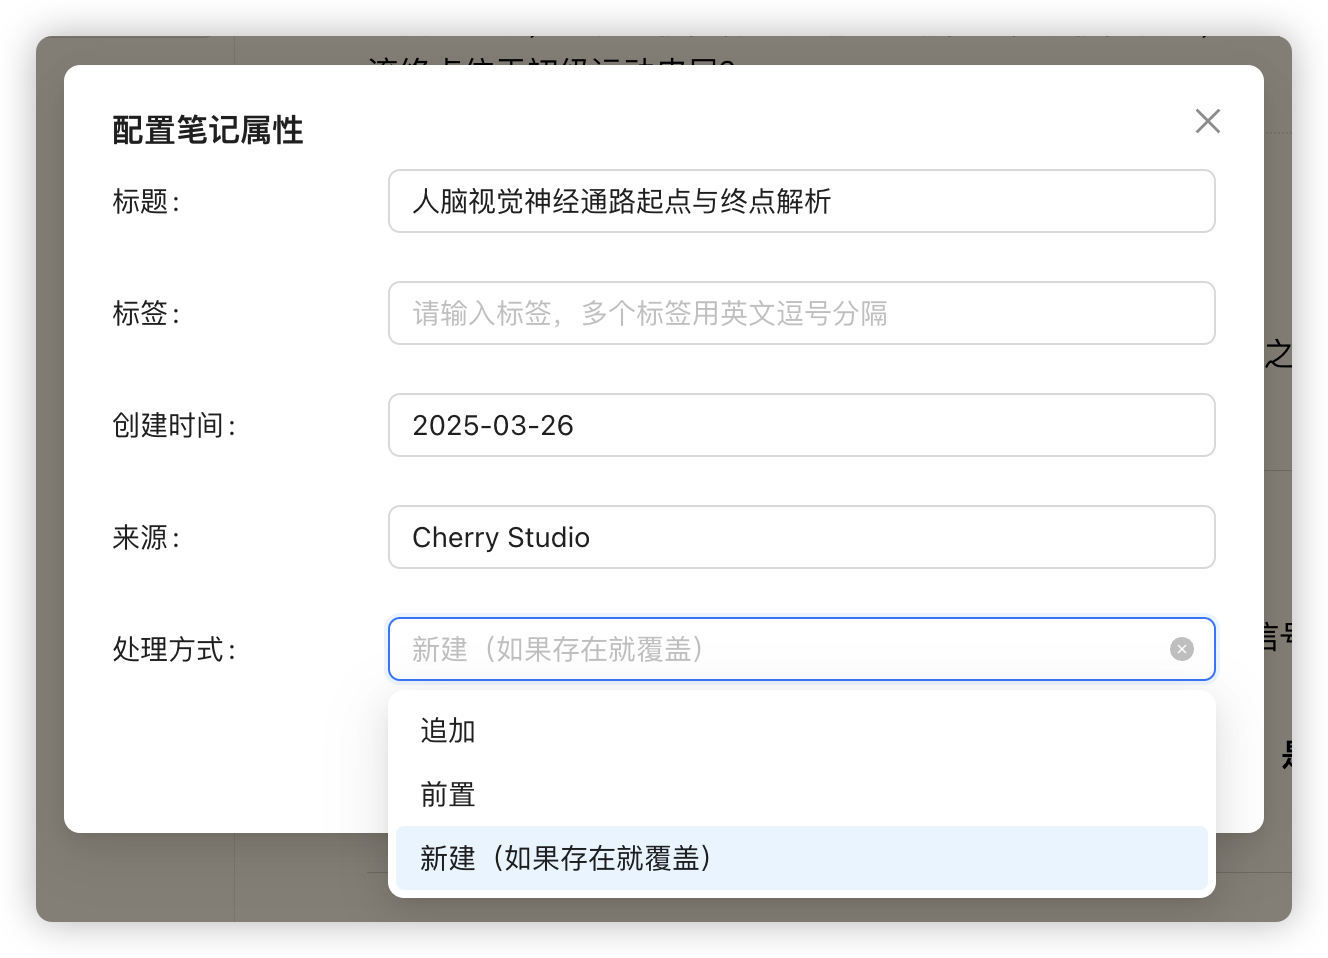 配置笔记属性
标题：
人脑视觉神经通路起点与终点解析
标签：
请输入标签，多个标签用英文逗号分隔
创建时间：
2025-03-26
来源：
Cherry Studio
处理方式：
新建（如果存在就覆盖）
追加
前置
新建（如果存在就覆盖）
之
信号
是